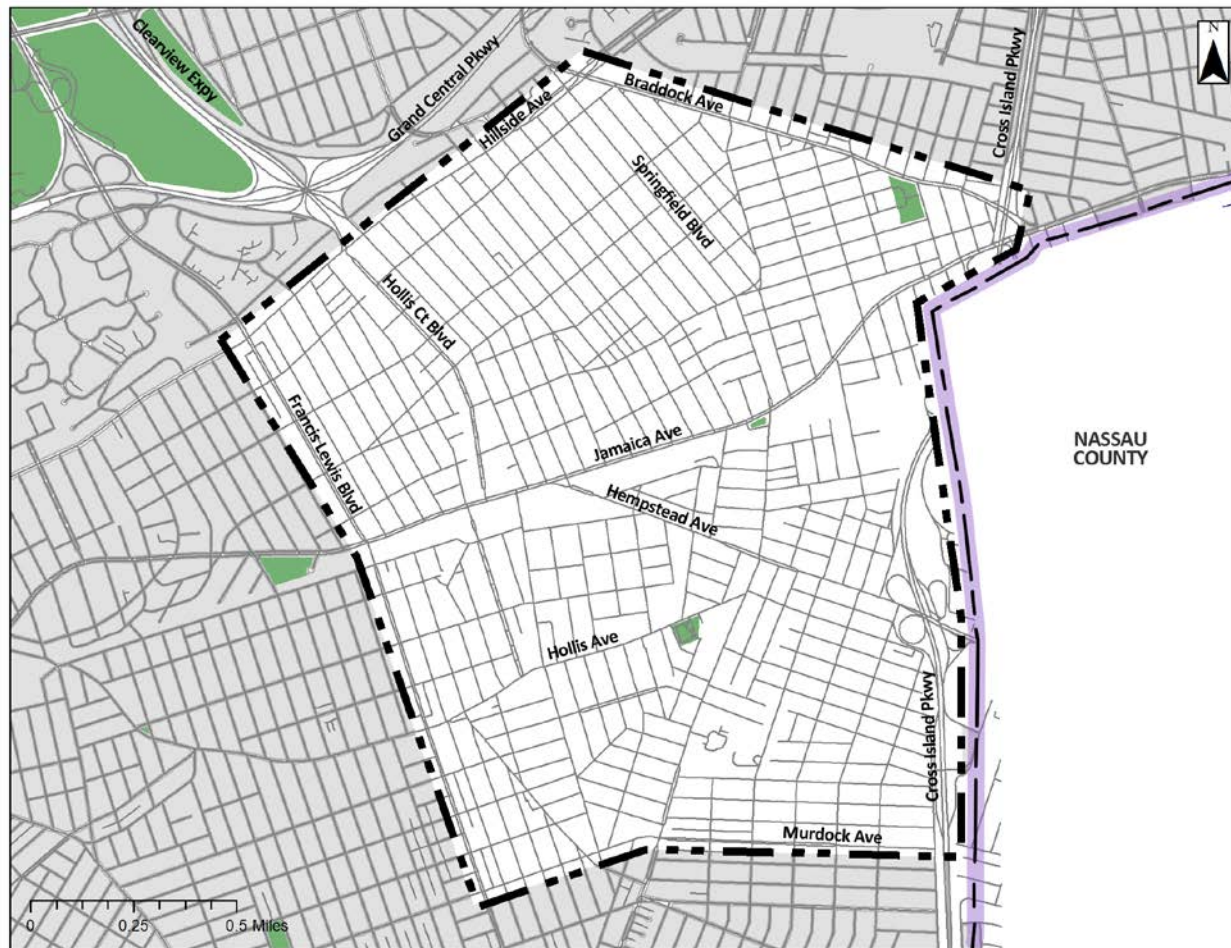 N
Clearview Expy
Grand Central Pkwy
Hillside Ave
Braddock Ave
Cross Island Pkwy
Springfield Blvd
Hollis Ct Blvd
Francis Lewis Blvd
Jamaica Ave
Hempstead Ave
NASSAU
COUNTY
Hollis Ave
Cross Island Pkwy
Murdock Ave
0 0.25 0.5 Miles